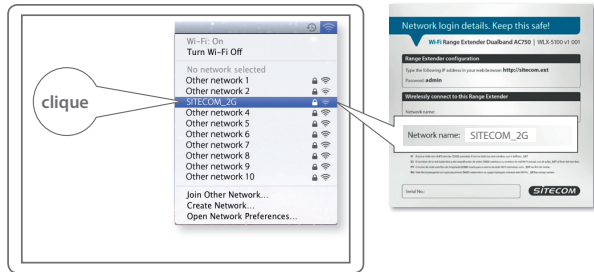 Wi-Fi: On
Turn Wi-Fi Off
No network selected
Other network 1
Other network 2
SITECOM_2G
Other network 4
Other network 5
Other network 6
Other network 7
Other network 8
Other network 9
Other network 10
Join Other Network...
Create Network...
Open Network Preferences...
clique
Network login details. Keep this safe!
Wi-Fi Range Extender Dualband AC750 | WLX-5100 v1 001
Range Extender configuration
Type the following IP address in your web browser: http://sitecom.ext
Password: admin
Wirelessly connect to this Range Extender
Network name:
Network name: SITECOM_2G
Serial No.:
SITECOM